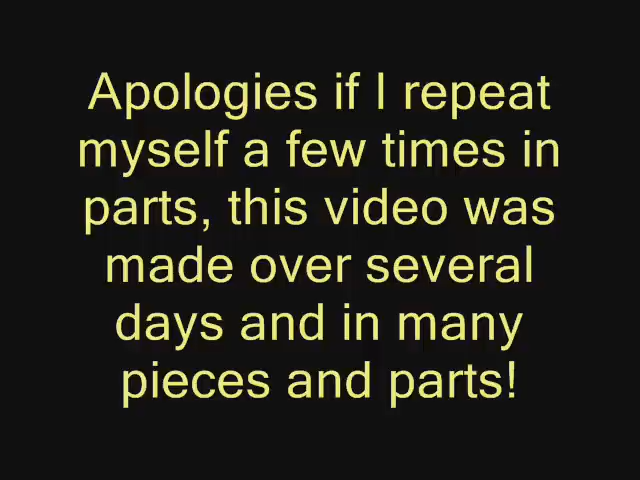 Apologies if I repeat
myself a few times in
parts, this video was
made over several
days and in many
pieces and parts!